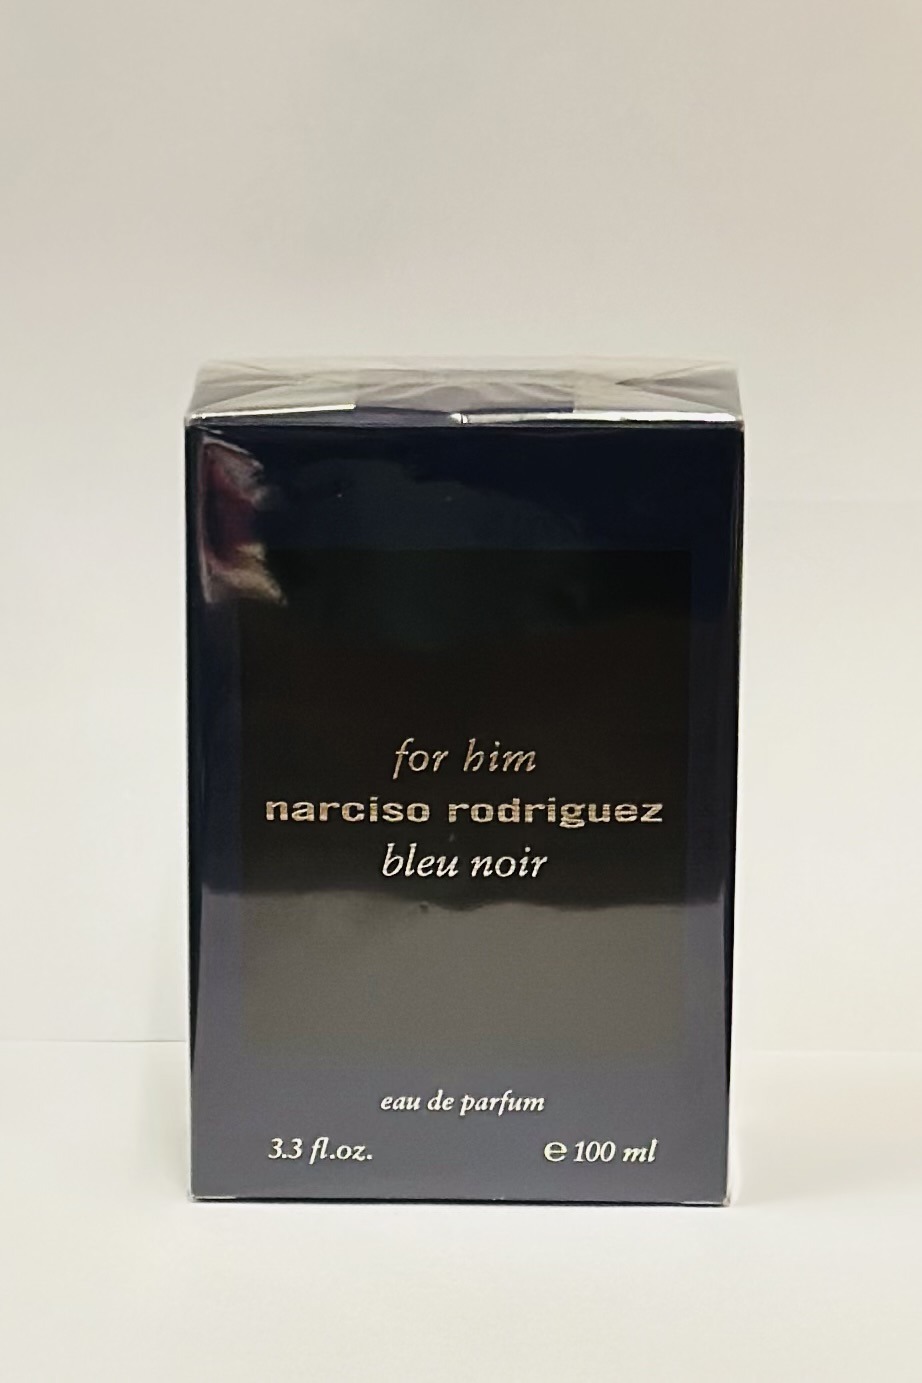 for him
narciso rodriguez
bleu noir
eau de parfum
3.3 fl.oz. ℮ 100 ml